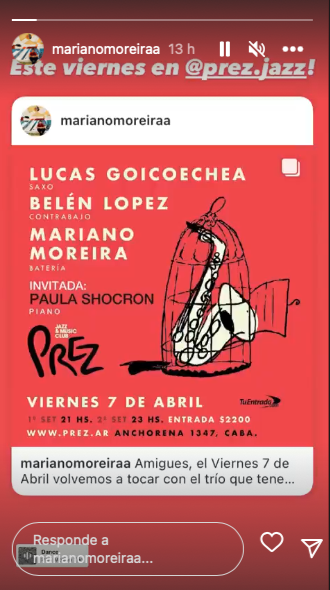 marianomoreiraa 13 h
Este viernes en @prez.jazz!
marianomoreiraa
LUCAS GOICOECHEA
SAXO
BELÉN LOPEZ
CONTRABAJO
MARIANO
MOREIRA
BATERÍA
INVITADA:
PAULA SHOCRON
PIANO
PREZ
JAZZ
& MUSIC
CLUB
VIERNES 7 DE ABRIL
TuEntrada
1º SET 21 HS. 2º SET 23 HS. ENTRADA $2200
WWW.PREZ.AR ANCHORENA 1347, CABA.
marianomoreiraa Amigues, el Viernes 7 de
Abril volvemos a tocar con el trío que tene...
Responde a
marianomoreiraa...